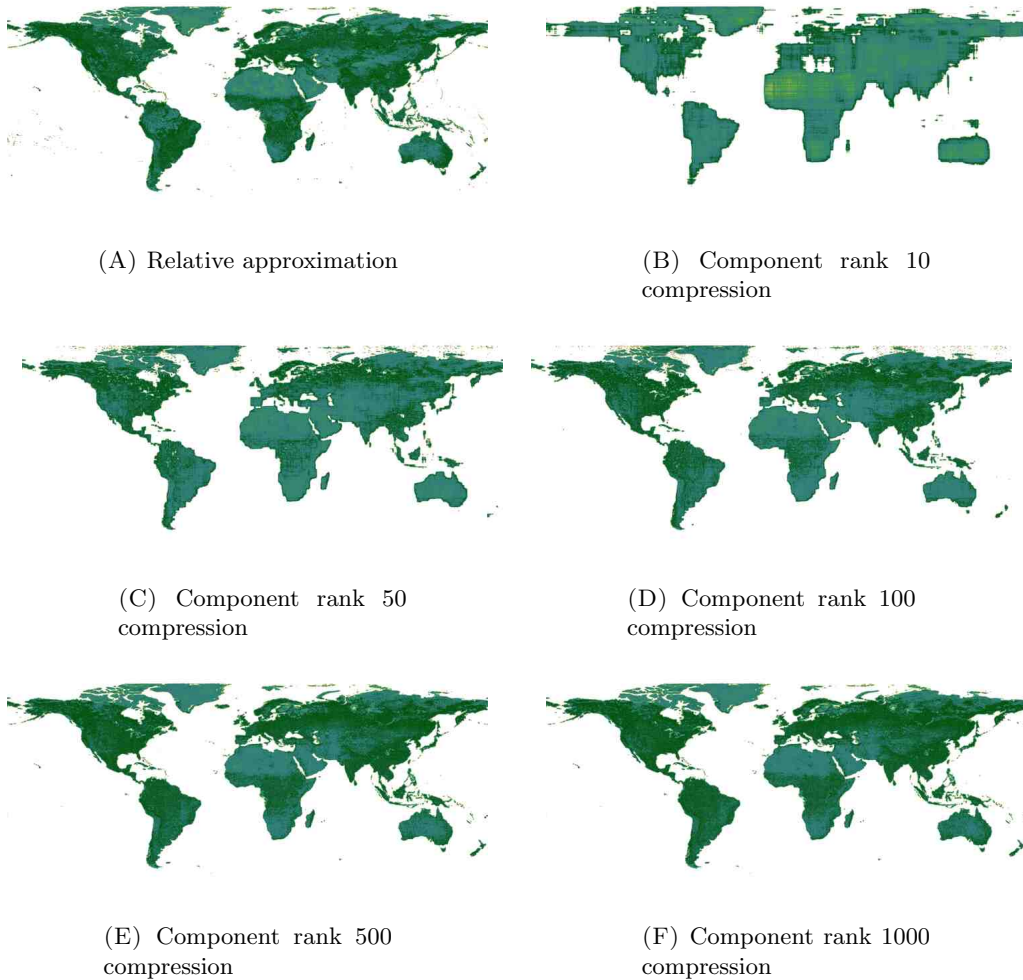 (A) Relative approximation
(B) Component rank 10
compression
(C) Component rank 50
compression
(D) Component rank 100
compression
(E) Component rank 500
compression
(F) Component rank 1000
compression